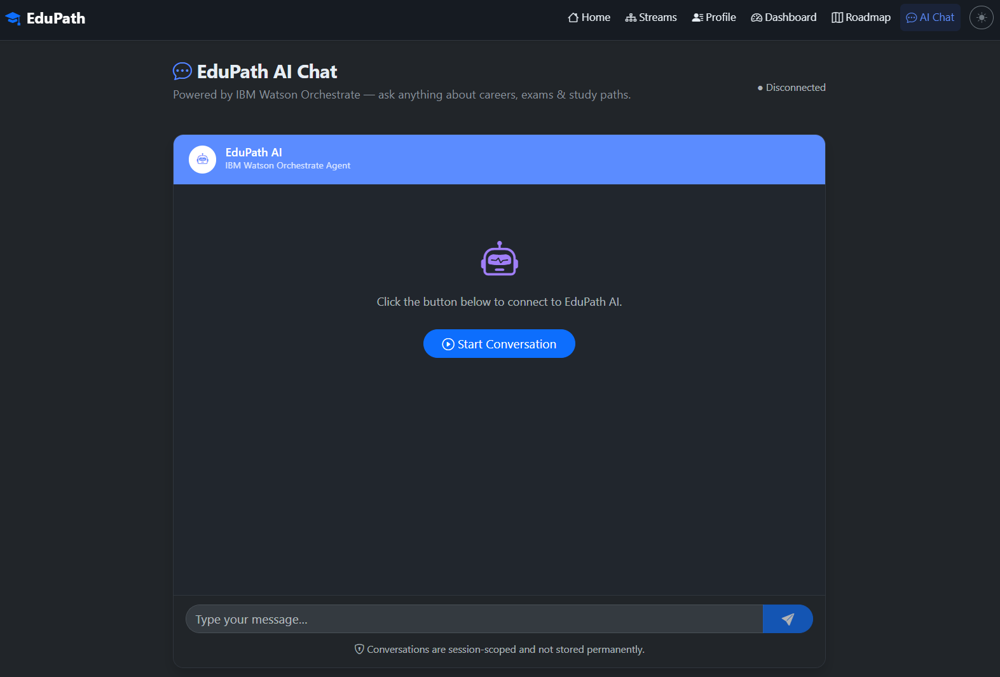 EduPath
Home Streams Profile Dashboard Roadmap AI Chat
EduPath AI Chat
Powered by IBM Watson Orchestrate — ask anything about careers, exams & study paths.
Disconnected
EduPath AI
IBM Watson Orchestrate Agent
Click the button below to connect to EduPath AI.
Start Conversation
Type your message...
Conversations are session-scoped and not stored permanently.